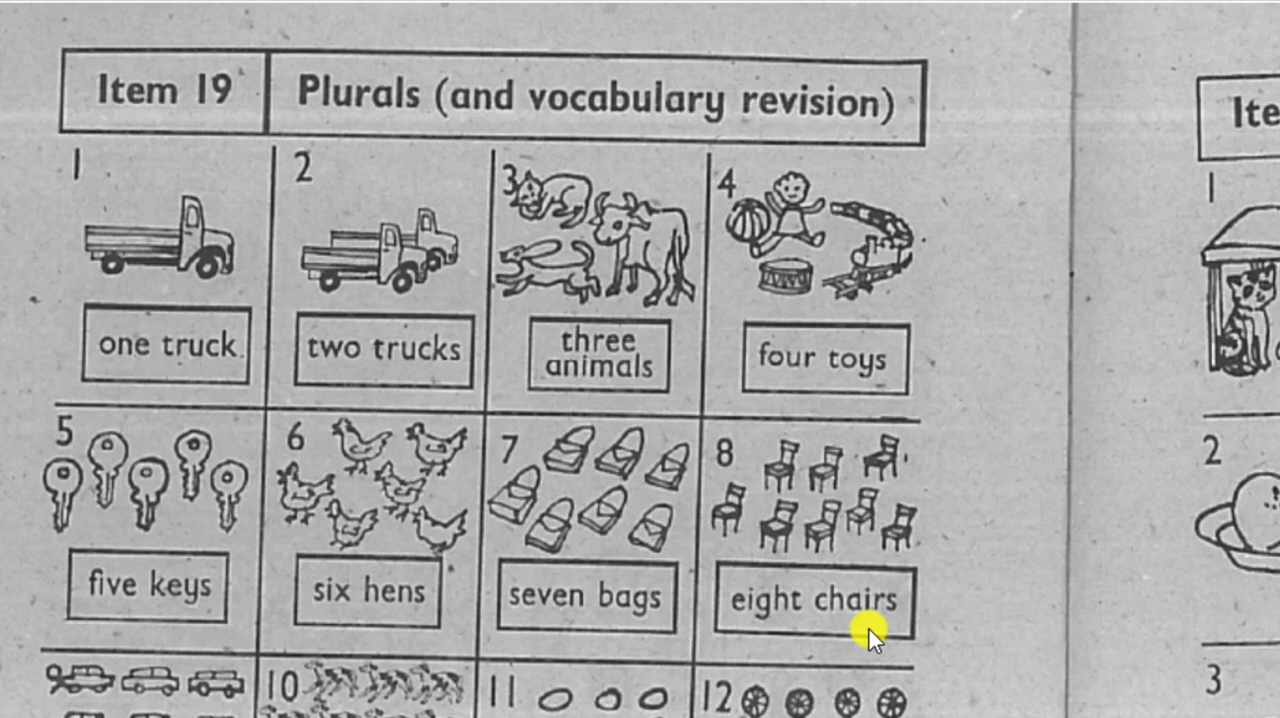 Item 19
Plurals (and vocabulary revision)
1
2
3
4
one truck
two trucks
three
animals
four toys
5
6
7
8
five keys
six hens
seven bags
eight chairs
9
10
11
12
1
2
3